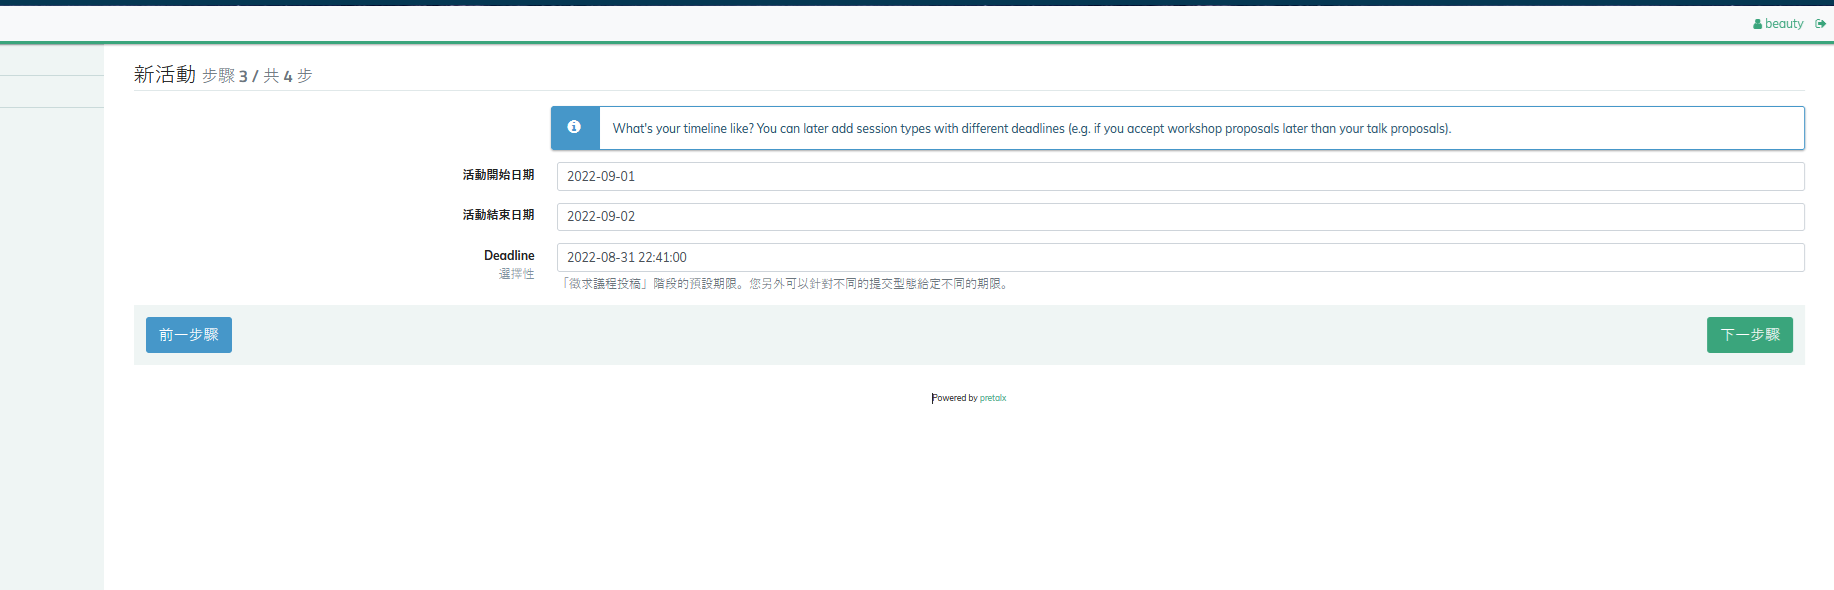 beauty
新活動 步驟 3 / 共 4 步
What's your timeline like? You can later add session types with different deadlines (e.g. if you accept workshop proposals later than your talk proposals).
活動開始日期 2022-09-01
活動結束日期 2022-09-02
Deadline 2022-08-31 22:41:00
選擇性
「徵求議程投稿」階段的預設期限。您另外可以針對不同的提交型態給定不同的期限。
前一步驟 下一步驟
Powered by pretalx